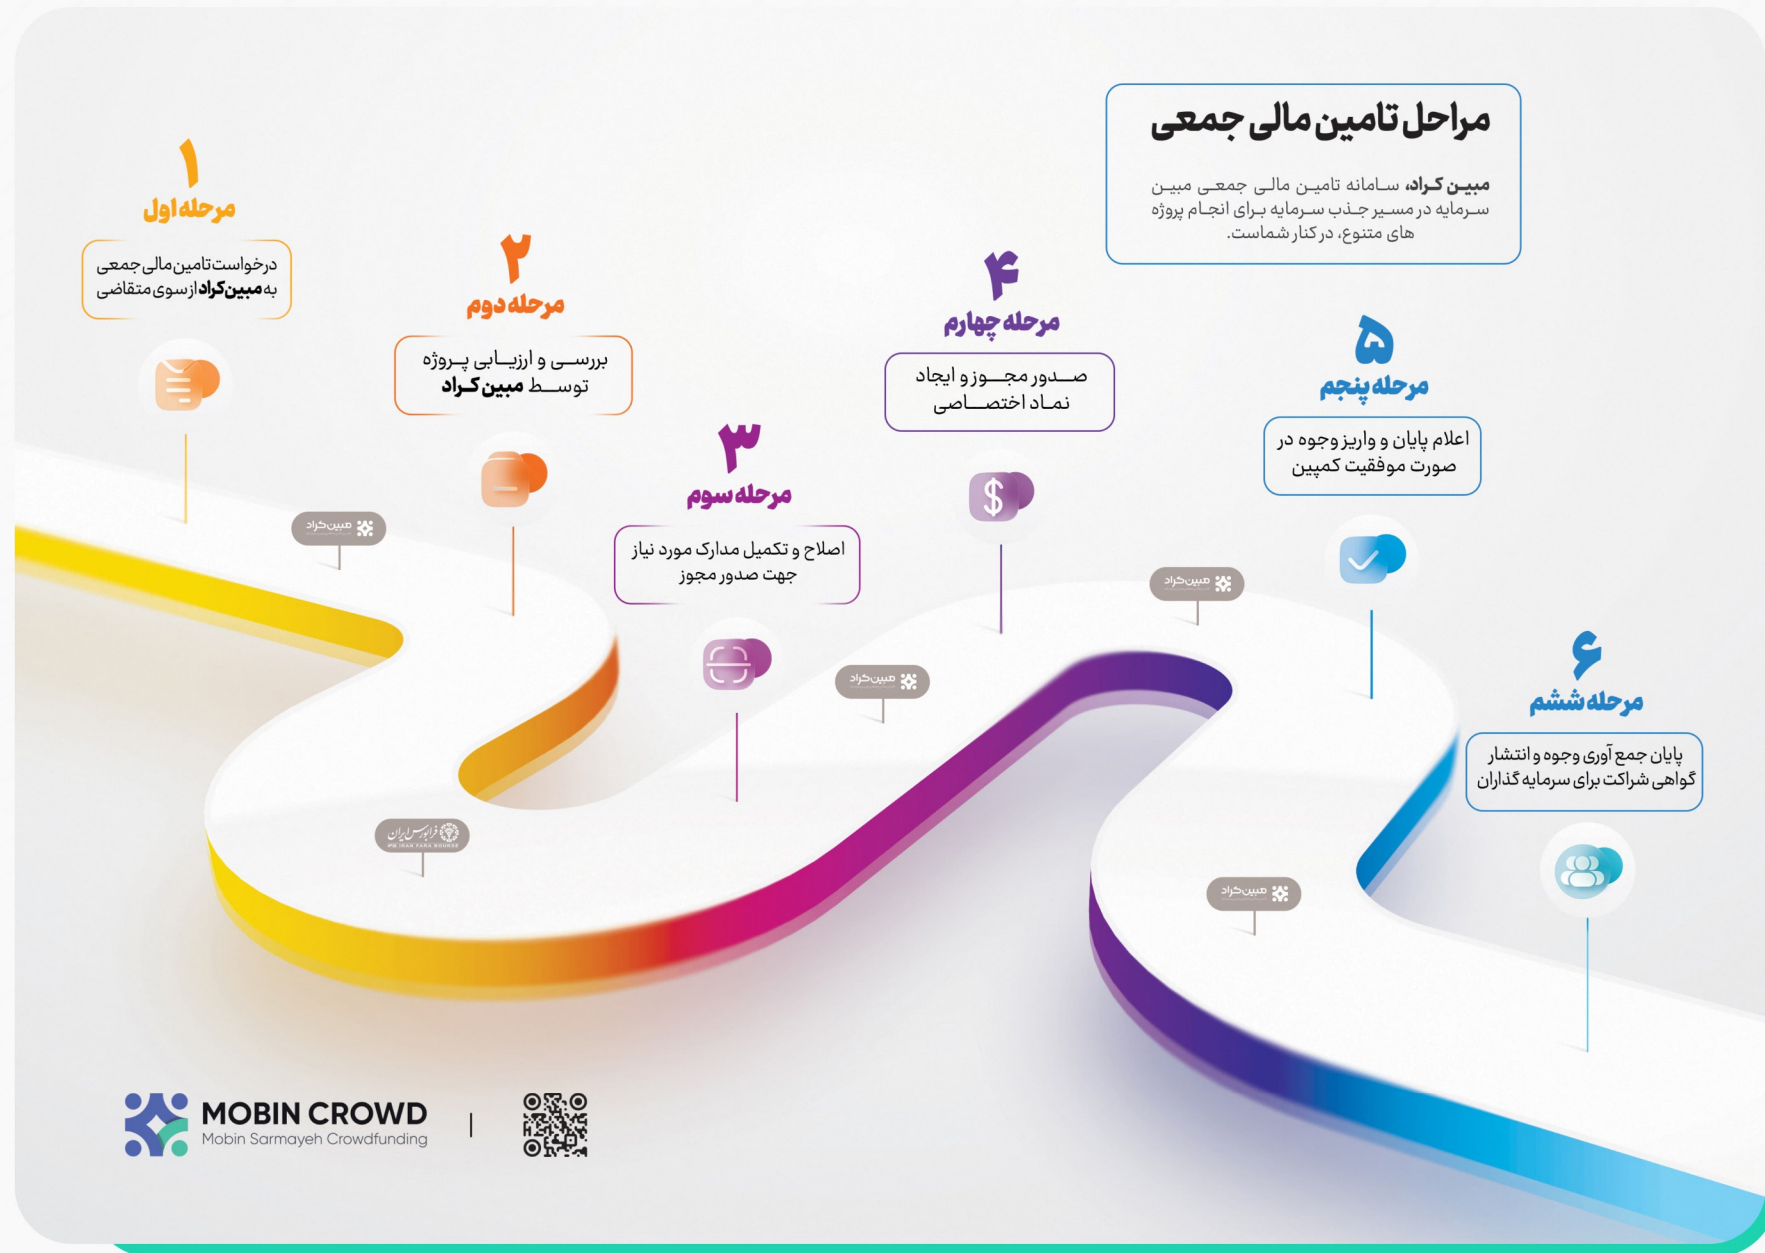 مراحل تامین مالی جمعی
مبین کراد، سامانه تامین مالی جمعی مبین
سرمایه در مسیر جذب سرمایه برای انجام پروژه
های متنوع، در کنار شماست.
۱
مرحله اول
درخواست تامین مالی جمعی
به مبین کراد از سوی متقاضی
۲
مرحله دوم
بررسی و ارزیابی پروژه
توسط مبین کراد
۳
مرحله سوم
اصلاح و تکمیل مدارک مورد نیاز
جهت صدور مجوز
۴
مرحله چهارم
صدور مجوز و ایجاد
نماد اختصاصی
$
۵
مرحله پنجم
اعلام پایان و واریز وجوه در
صورت موفقیت کمپین
۶
مرحله ششم
پایان جمع آوری وجوه و انتشار
گواهی شراکت برای سرمایه گذاران
مبین کراد
مبین کراد
مبین کراد
فرابورس ایران
IRAN FARA BOURSE
مبین کراد
MOBIN CROWD
Mobin Sarmayeh Crowdfunding